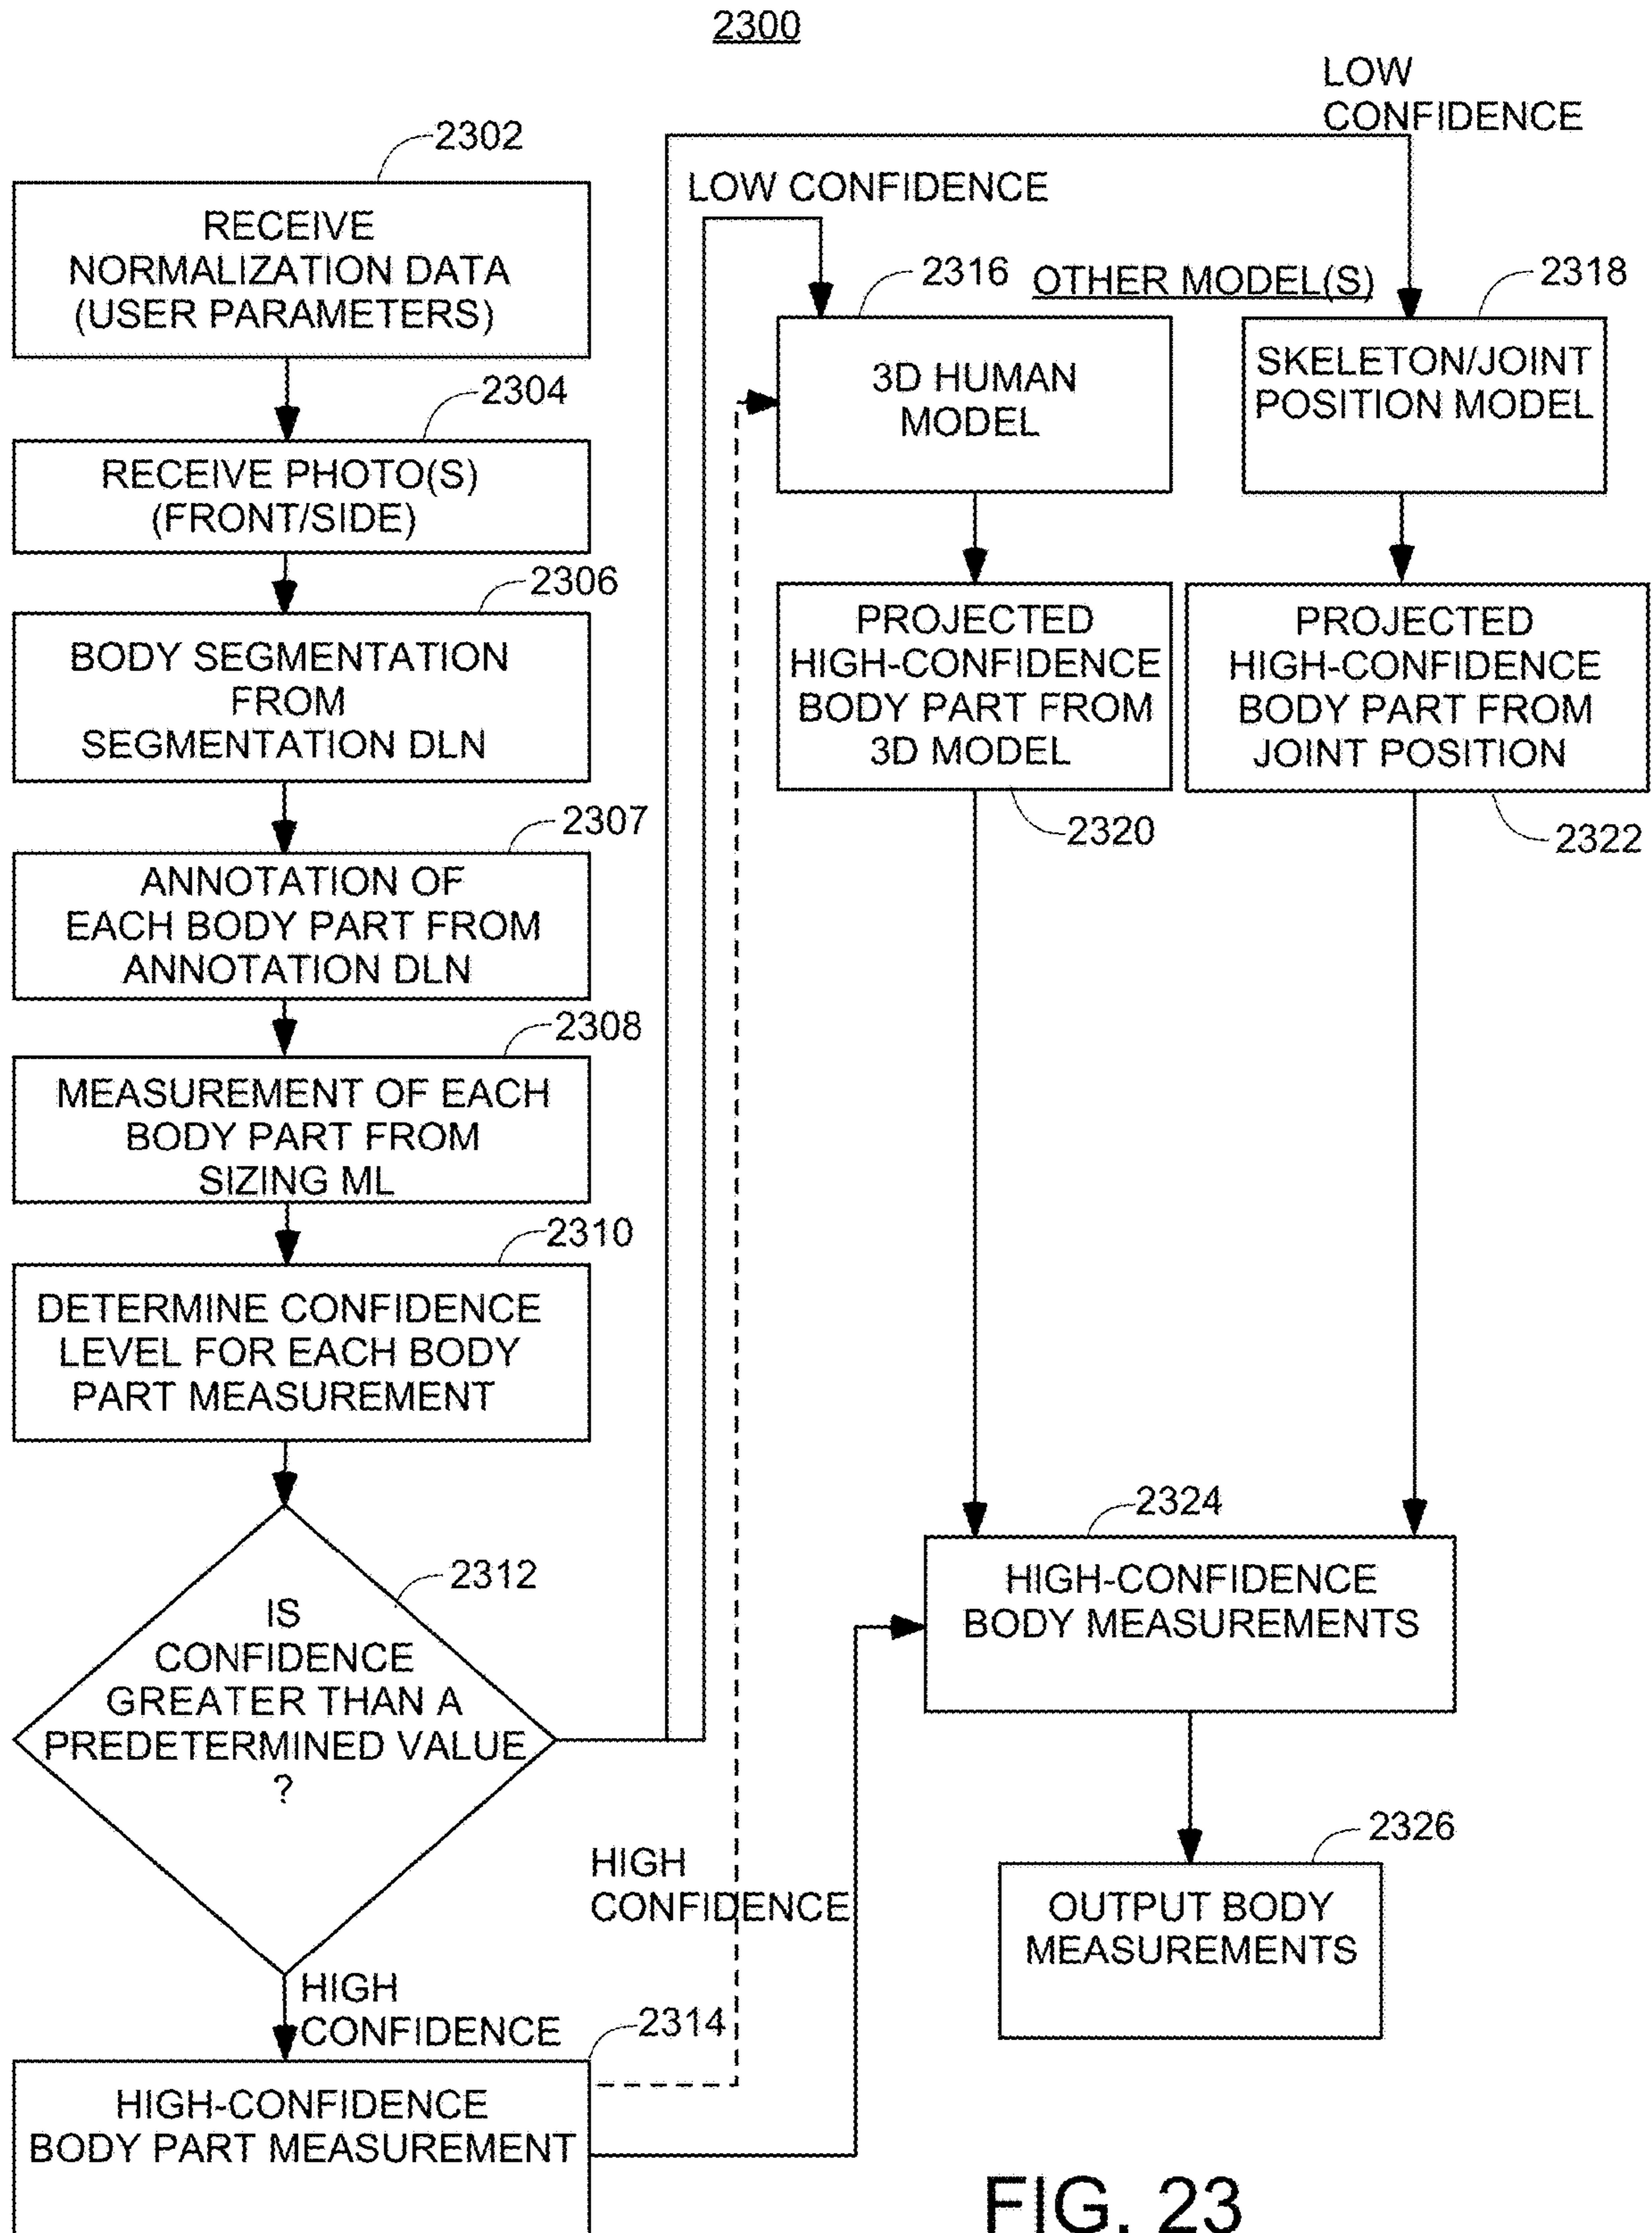 2300
2302
RECEIVE
NORMALIZATION DATA
(USER PARAMETERS)
2304
RECEIVE PHOTO(S)
(FRONT/SIDE)
2306
BODY SEGMENTATION
FROM
SEGMENTATION DLN
2307
ANNOTATION OF
EACH BODY PART FROM
ANNOTATION DLN
2308
MEASUREMENT OF EACH
BODY PART FROM
SIZING ML
2310
DETERMINE CONFIDENCE
LEVEL FOR EACH BODY
PART MEASUREMENT
2312
IS
CONFIDENCE
GREATER THAN A
PREDETERMINED VALUE
?
HIGH
CONFIDENCE
2314
HIGH-CONFIDENCE
BODY PART MEASUREMENT
LOW CONFIDENCE
LOW
CONFIDENCE
OTHER MODEL(S)
2316
3D HUMAN
MODEL
2318
SKELETON/JOINT
POSITION MODEL
PROJECTED
HIGH-CONFIDENCE
BODY PART FROM
3D MODEL
2320
PROJECTED
HIGH-CONFIDENCE
BODY PART FROM
JOINT POSITION
2322
HIGH
CONFIDENCE
2324
HIGH-CONFIDENCE
BODY MEASUREMENTS
2326
OUTPUT BODY
MEASUREMENTS
FIG. 23